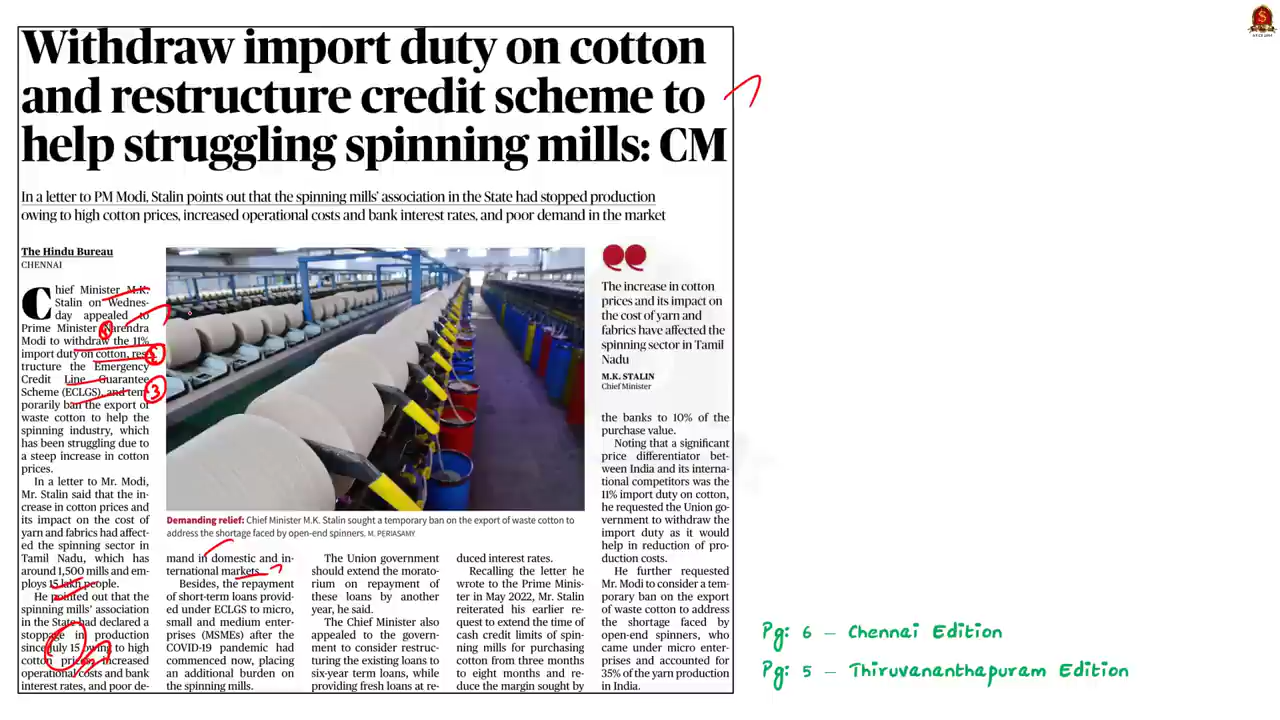 Withdraw import duty on cotton
and restructure credit scheme to
help struggling spinning mills: CM
In a letter to PM Modi, Stalin points out that the spinning mills' association in the State had stopped production
owing to high cotton prices, increased operational costs and bank interest rates, and poor demand in the market
The Hindu Bureau
CHENNAI
Chief Minister M.K.
Stalin on Wednes-
day appealed to
Prime Minister Narendra
Modi to withdraw the 11%
import duty on cotton, res-
tructure the Emergency
Credit Line Guarantee
Scheme (ECLGS), and tem-
porarily ban the export of
waste cotton to help the
spinning industry, which
has been struggling due to
a steep increase in cotton
prices.
In a letter to Mr. Modi,
Mr. Stalin said that the in-
crease in cotton prices and
its impact on the cost of
yarn and fabrics had affect-
ed the spinning sector in
Tamil Nadu, which has
around 1,500 mills and em-
ploys 15 lakh people.
He pointed out that the
spinning mills' association
in the State had declared a
stoppage in production
since July 15 owing to high
cotton prices, increased
operational costs and bank
interest rates, and poor de-
Demanding relief: Chief Minister M.K. Stalin sought a temporary ban on the export of waste cotton to
address the shortage faced by open-end spinners. M. PERIASAMY
mand in domestic and in-
ternational markets.
Besides, the repayment
of short-term loans provid-
ed under ECLGS to micro,
small and medium enter-
prises (MSMEs) after the
COVID-19 pandemic had
commenced now, placing
an additional burden on
the spinning mills.
The Union government
should extend the morato-
rium on repayment of
these loans by another
year, he said.
The Chief Minister also
appealed to the govern-
ment to consider restruc-
turing the existing loans to
six-year term loans, while
providing fresh loans at re-
duced interest rates.
Recalling the letter he
wrote to the Prime Minis-
ter in May 2022, Mr. Stalin
reiterated his earlier re-
quest to extend the time of
cash credit limits of spin-
ning mills for purchasing
cotton from three months
to eight months and re-
duce the margin sought by
The increase in cotton
prices and its impact on
the cost of yarn and
fabrics have affected the
spinning sector in Tamil
Nadu
M.K. STALIN
Chief Minister
the banks to 10% of the
purchase value.
Noting that a significant
price differentiator bet-
ween India and its interna-
tional competitors was the
11% import duty on cotton,
he requested the Union go-
vernment to withdraw the
import duty as it would
help in reduction of pro-
duction costs.
He further requested
Mr. Modi to consider a tem-
porary ban on the export
of waste cotton to address
the shortage faced by
open-end spinners, who
came under micro enter-
prises and accounted for
35% of the yarn production
in India.
Pg: 6 – Chennai Edition
Pg: 5 – Thiruvananthapuram Edition